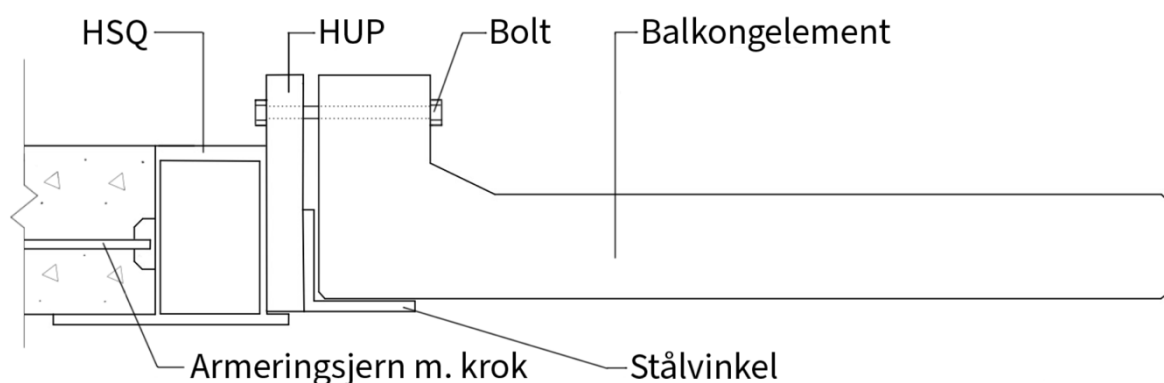 HSQ
HUP
Bolt
Balkongelement
Armeringsjern m. krok
Stålvinkel